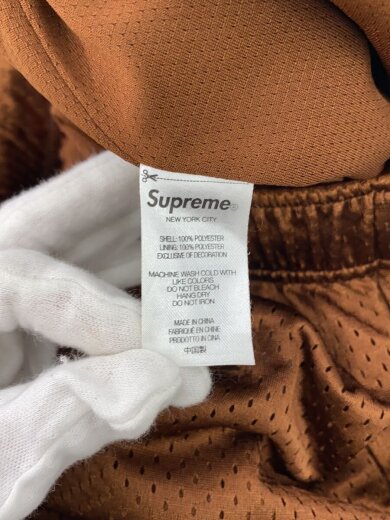 Supreme®
NEW YORK CITY
SHELL: 100% POLYESTER
LINING: 100% POLYESTER
EXCLUSIVE OF DECORATION
MACHINE WASH COLD WITH
LIKE COLORS
DO NOT BLEACH
HANG DRY
DO NOT IRON
MADE IN CHINA
FABRIQUÉ EN CHINE
PRODOTTO IN CINA
中国製